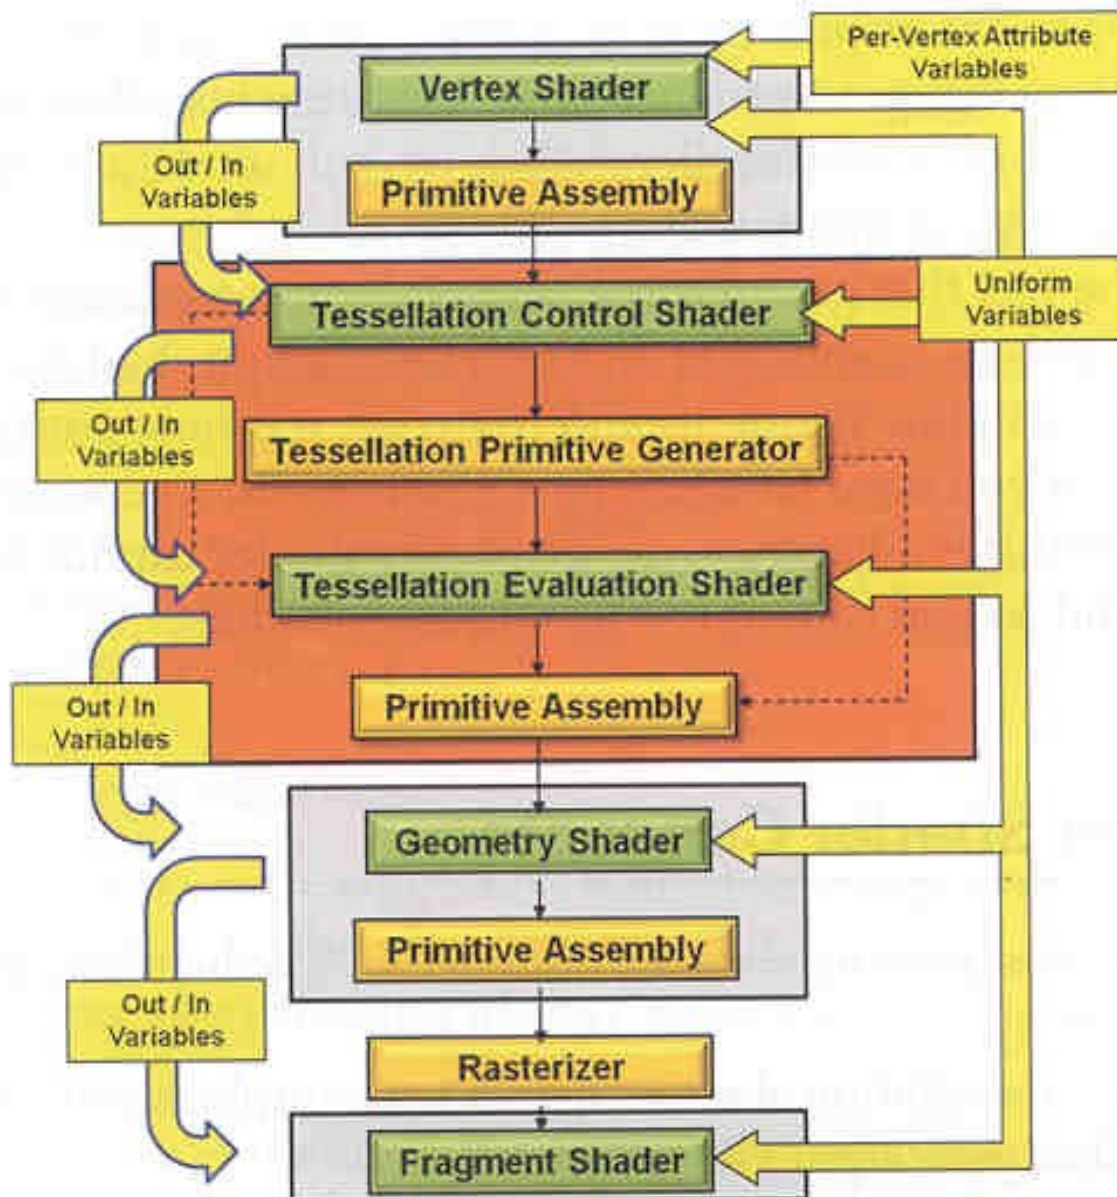 Per-Vertex Attribute
Variables
Vertex Shader
Out / In
Variables
Primitive Assembly
Uniform
Variables
Tessellation Control Shader
Out / In
Variables
Tessellation Primitive Generator
Tessellation Evaluation Shader
Out / In
Variables
Primitive Assembly
Geometry Shader
Primitive Assembly
Out / In
Variables
Rasterizer
Fragment Shader